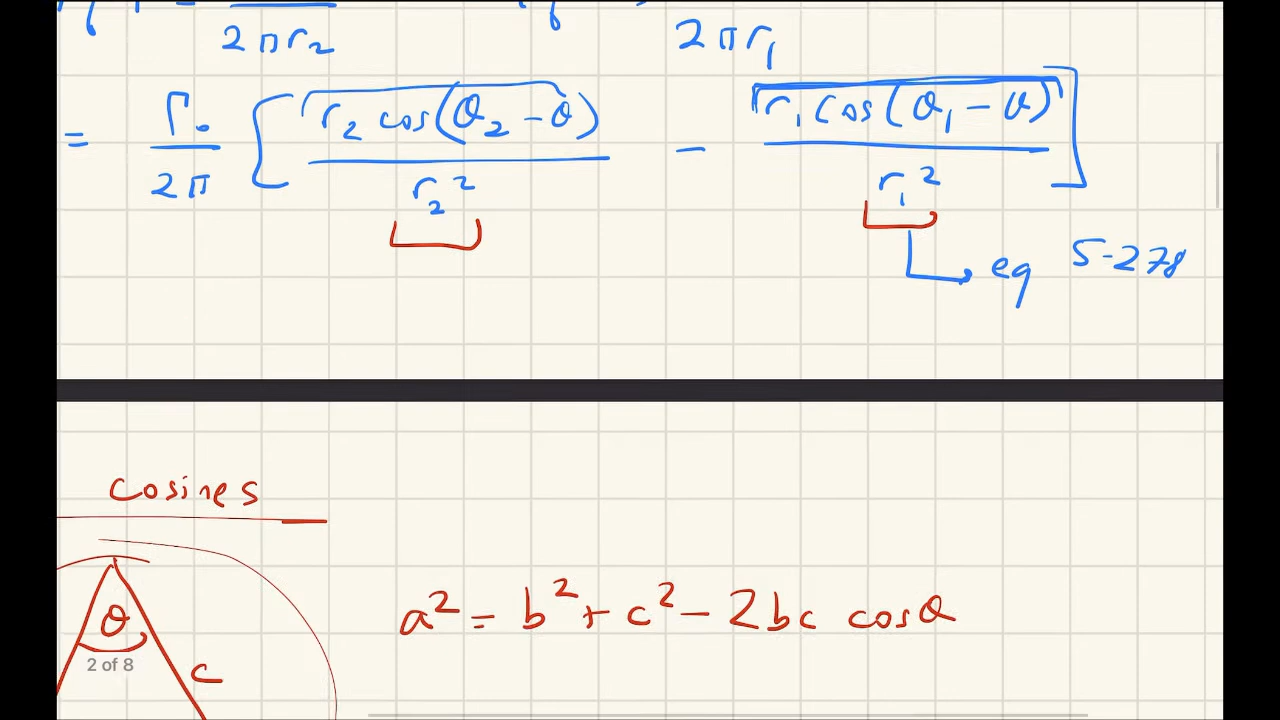 2πr₂ 2πr₁
= Γ₀/2π [ r₂ cos(θ₂ - θ)/r₂² - r₁ cos(θ₁ - θ)/r₁² ]
eq 5-278
cosines
a² = b² + c² - 2bc cosθ
θ
2 of 8
c